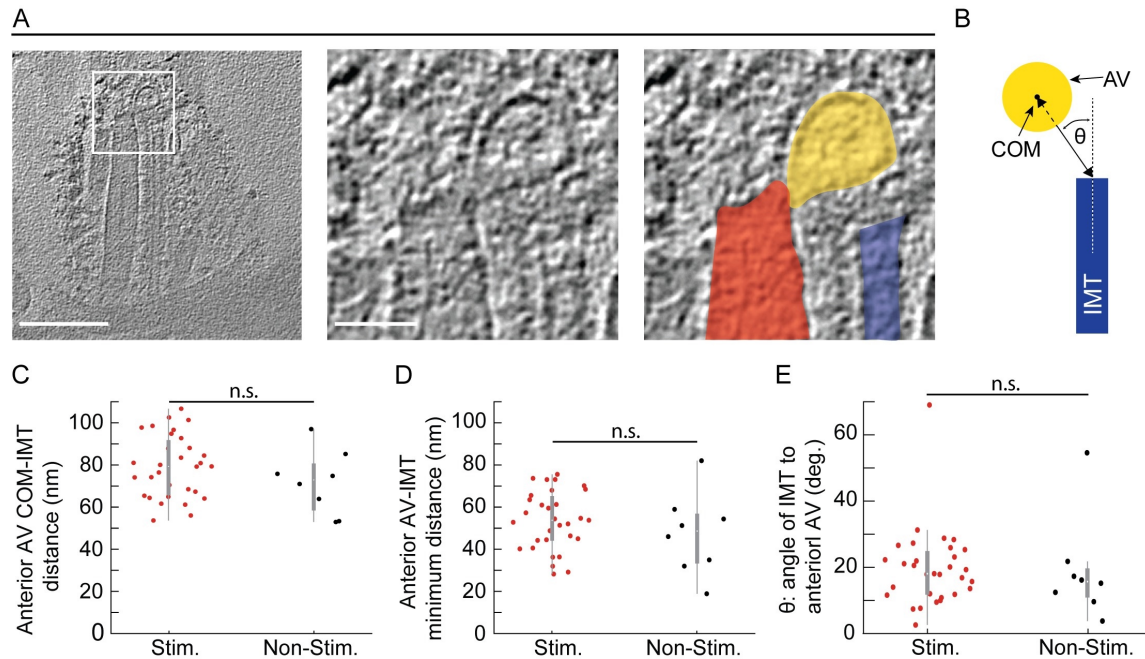 A
B
AV
θ
COM
IMT
C
n.s.
100
80
60
40
20
0
Anterior AV COM-IMT
distance (nm)
Stim.
Non-Stim.
D
n.s.
100
80
60
40
20
0
Anterior AV-IMT
minimum distance (nm)
Stim.
Non-Stim.
E
n.s.
60
40
20
0
θ: angle of IMT to
anteriorl AV (deg.)
Stim.
Non-Stim.